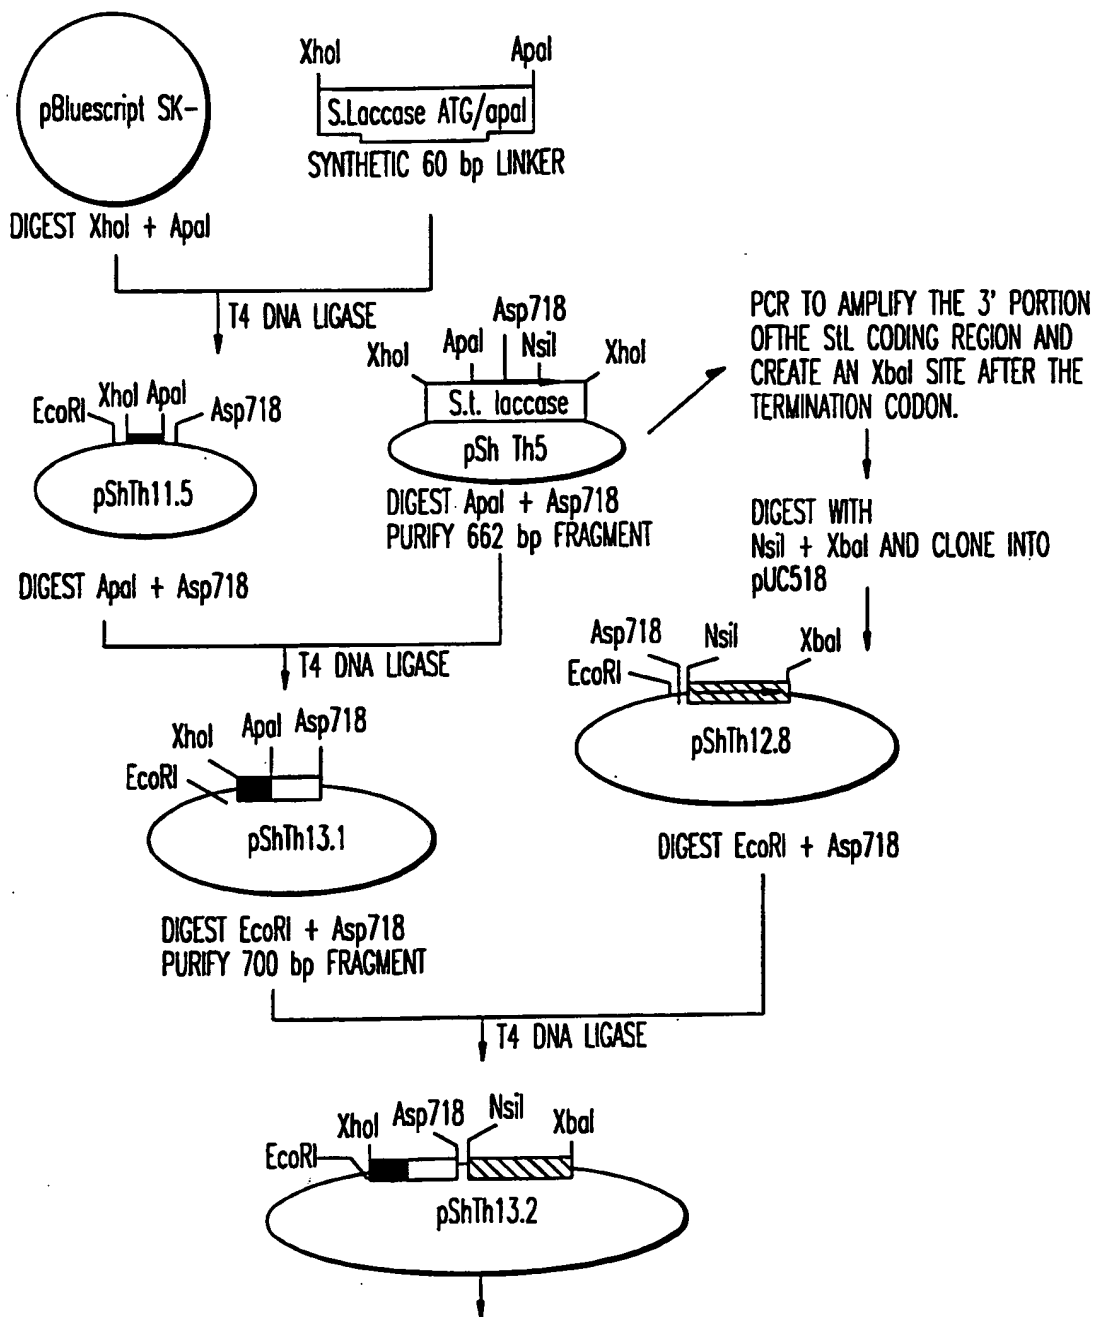 XhoI
ApaI
pBluescript SK-
S.Laccase ATG/apaI
SYNTHETIC 60 bp LINKER
DIGEST XhoI + ApaI
T4 DNA LIGASE
Asp718
ApaI
NsiI
XhoI
XhoI
S.t. laccase
pSh Th5
DIGEST ApaI + Asp718
PURIFY 662 bp FRAGMENT
PCR TO AMPLIFY THE 3' PORTION
OFTHE StL CODING REGION AND
CREATE AN XbaI SITE AFTER THE
TERMINATION CODON.
XhoI ApaI
EcoRI
Asp718
pShTh11.5
DIGEST ApaI + Asp718
DIGEST WITH
NsiI + XbaI AND CLONE INTO
pUC518
T4 DNA LIGASE
Asp718
NsiI
XbaI
EcoRI
pShTh12.8
DIGEST EcoRI + Asp718
XhoI
ApaI
Asp718
EcoRI
pShTh13.1
DIGEST EcoRI + Asp718
PURIFY 700 bp FRAGMENT
T4 DNA LIGASE
XhoI
Asp718
NsiI
XbaI
EcoRI
pShTh13.2